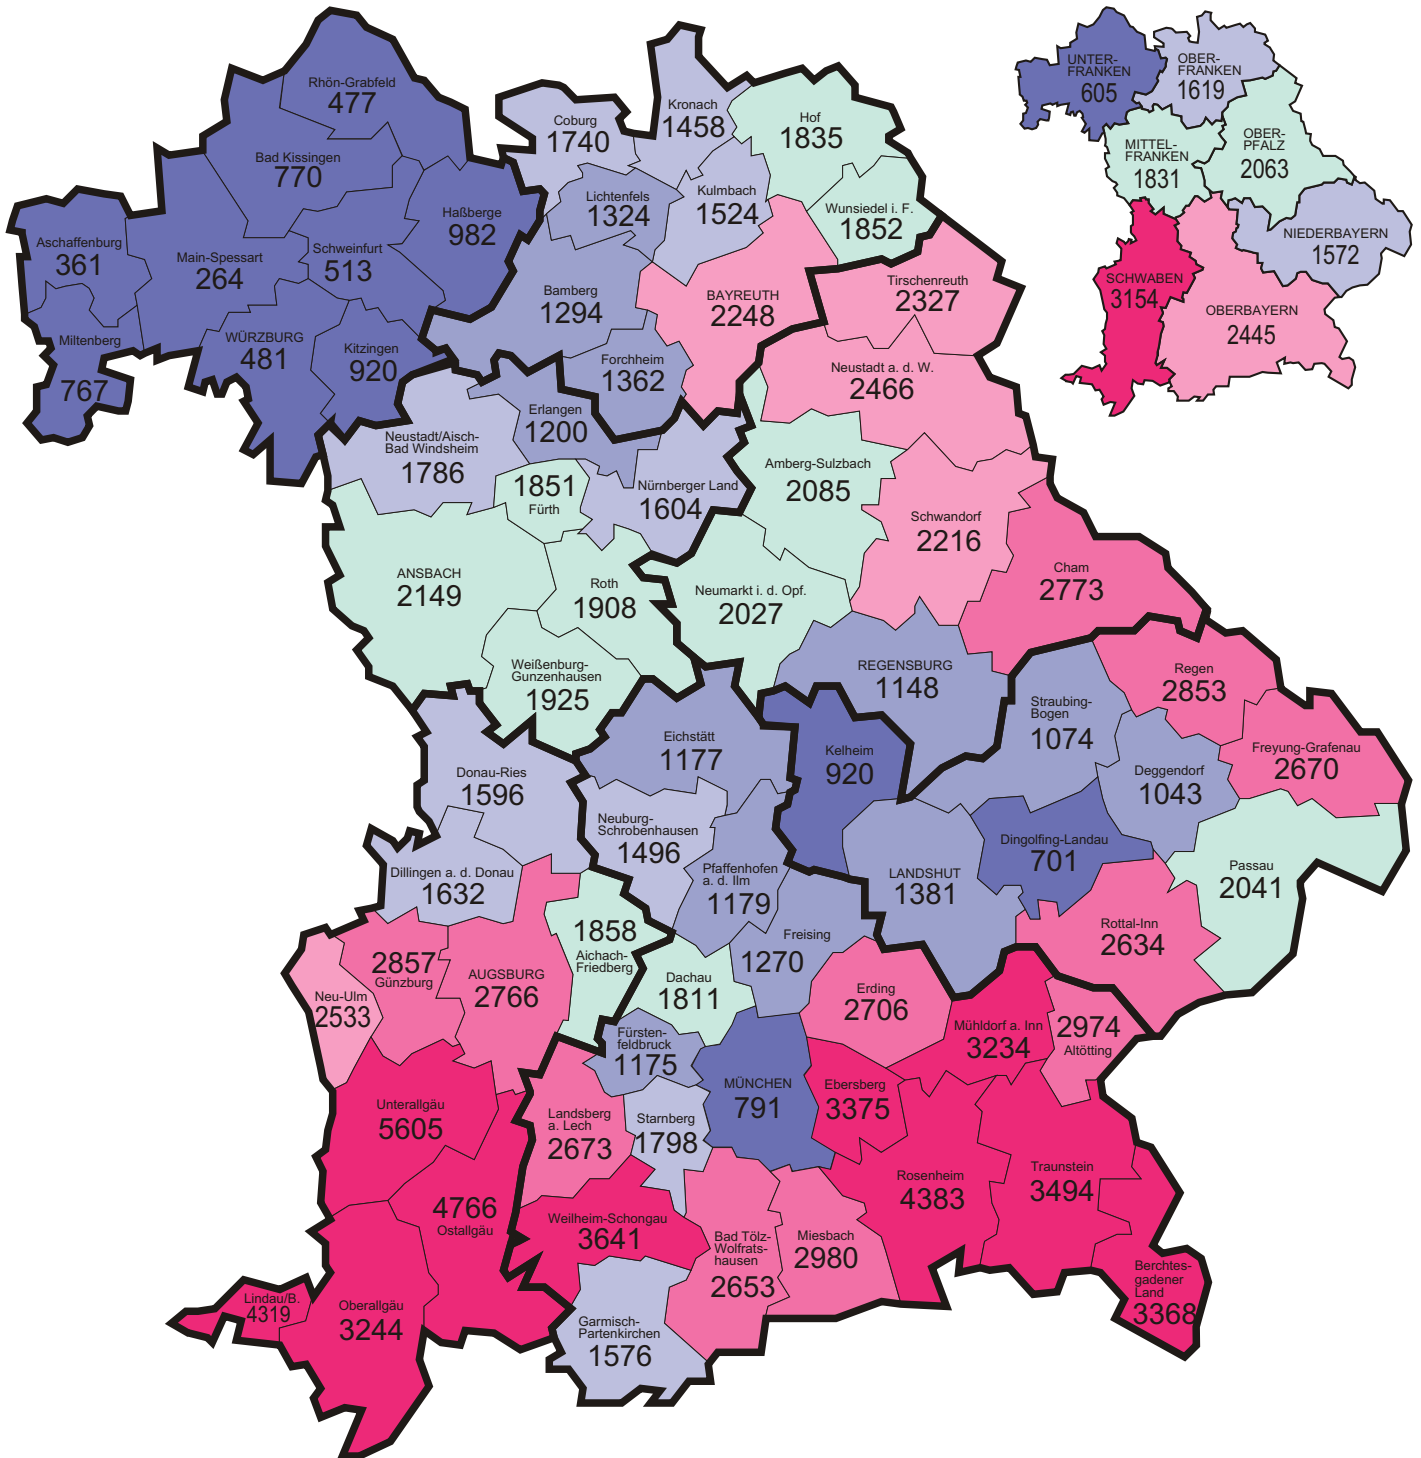 Rhön-Grabfeld
477
Bad Kissingen
770
Haßberge
982
Aschaffenburg
361
Main-Spessart
264
Schweinfurt
513
Miltenberg
767
WÜRZBURG
481
Kitzingen
920
Coburg
1740
Kronach
1458
Hof
1835
Lichtenfels
1324
Kulmbach
1524
Wunsiedel i. F.
1852
Bamberg
1294
BAYREUTH
2248
Forchheim
1362
Tirschenreuth
2327
Neustadt a. d. W.
2466
Neustadt/Aisch-
Bad Windsheim
1786
Erlangen
1200
1851
Fürth
Nürnberger Land
1604
Amberg-Sulzbach
2085
Schwandorf
2216
Cham
2773
ANSBACH
2149
Roth
1908
Neumarkt i. d. Opf.
2027
Weißenburg-
Gunzenhausen
1925
REGENSBURG
1148
Regen
2853
Straubing-
Bogen
1074
Freyung-Grafenau
2670
Deggendorf
1043
Eichstätt
1177
Kelheim
920
Donau-Ries
1596
Neuburg-
Schrobenhausen
1496
Pfaffenhofen
a. d. Ilm
1179
LANDSHUT
1381
Dingolfing-Landau
701
Passau
2041
Dillingen a. d. Donau
1632
Rottal-Inn
2634
1858
Aichach-
Friedberg
Freising
1270
2857
Günzburg
AUGSBURG
2766
Neu-Ulm
2533
Dachau
1811
Erding
2706
Mühldorf a. Inn
3234
2974
Altötting
Fürsten-
feldbruck
1175
MÜNCHEN
791
Ebersberg
3375
Unterallgäu
5605
Landsberg
a. Lech
2673
Starnberg
1798
Rosenheim
4383
Traunstein
3494
4766
Ostallgäu
Weilheim-Schongau
3641
Bad Tölz-
Wolfrats-
hausen
2653
Miesbach
2980
Berchtes-
gadener
Land
3368
Lindau/B.
4319
Oberallgäu
3244
Garmisch-
Partenkirchen
1576
UNTER-
FRANKEN
605
OBER-
FRANKEN
1619
MITTEL-
FRANKEN
1831
OBER-
PFALZ
2063
NIEDERBAYERN
1572
SCHWABEN
3154
OBERBAYERN
2445